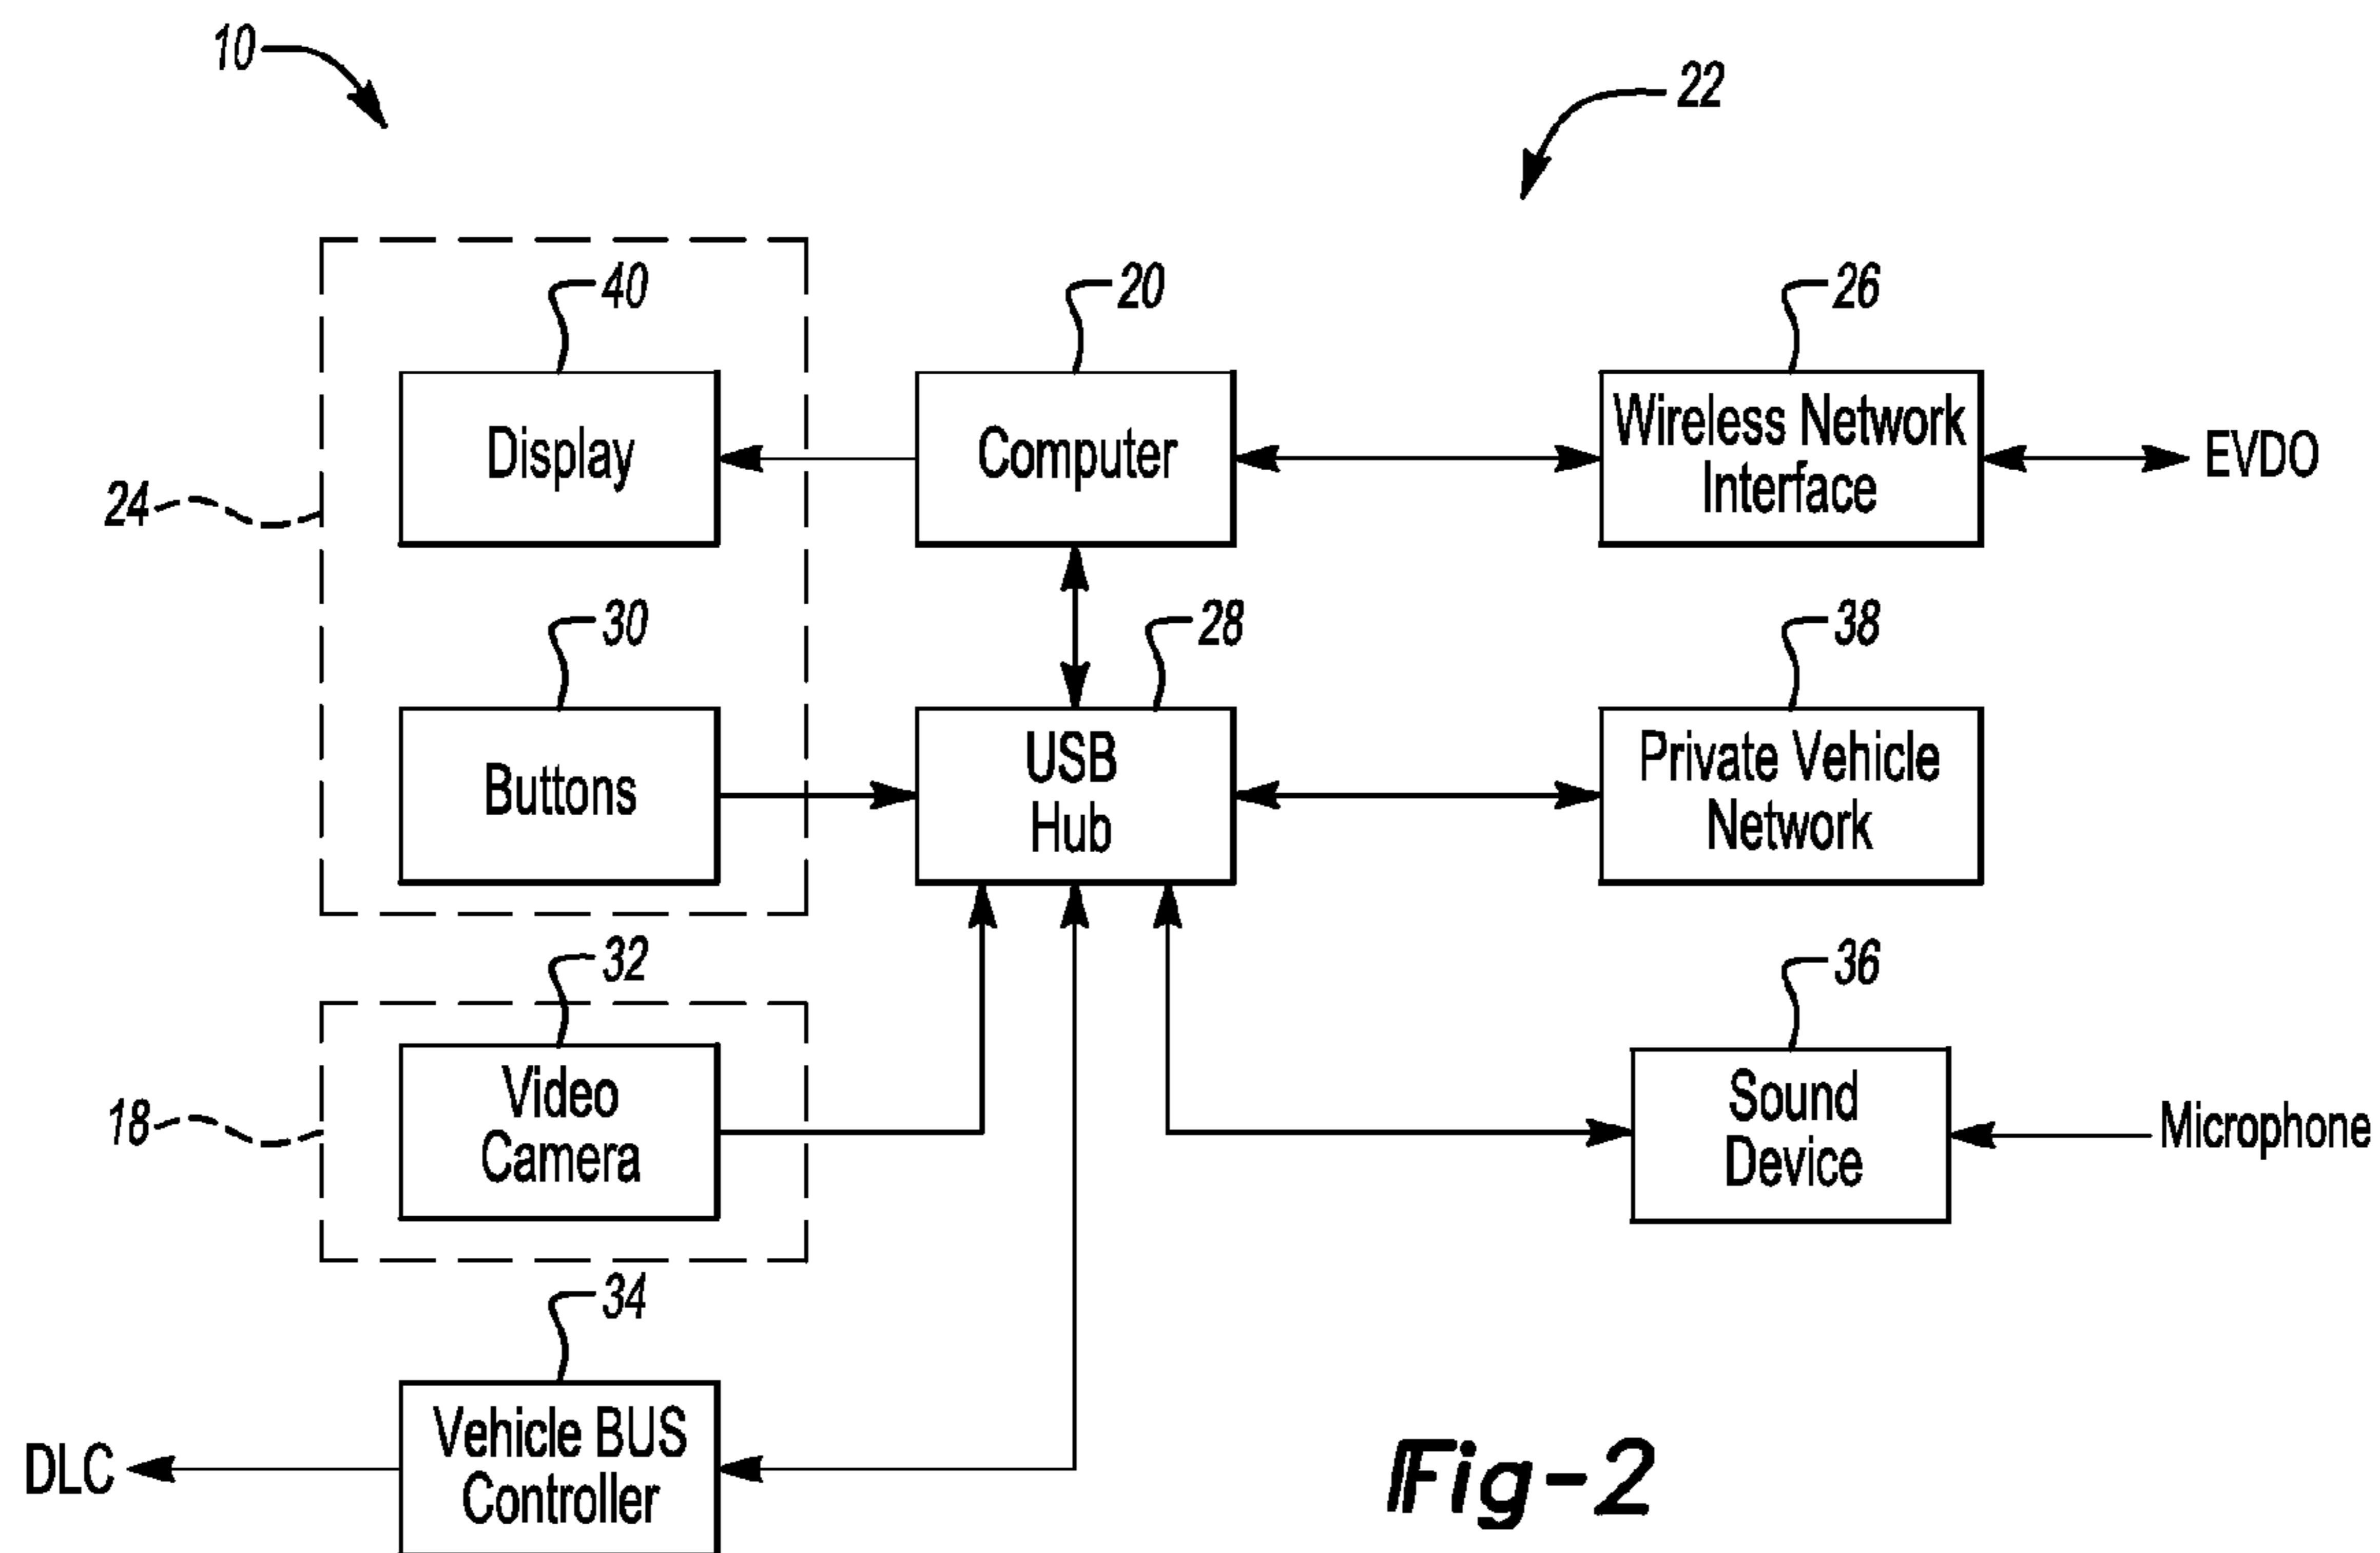 10
22
40
20
26
Display
Computer
Wireless Network
Interface
EVDO
24
30
28
38
Buttons
USB
Hub
Private Vehicle
Network
32
36
18
Video
Camera
Sound
Device
Microphone
34
DLC
Vehicle BUS
Controller
Fig-2